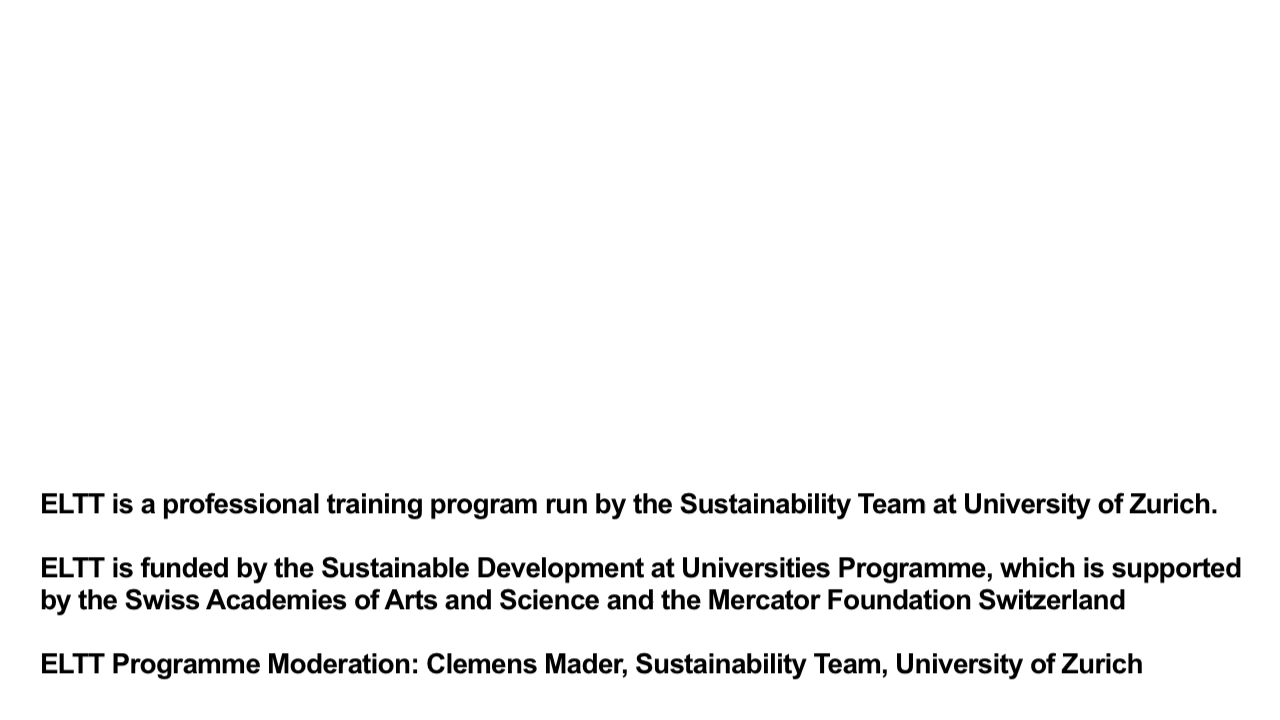 ELTT is a professional training program run by the Sustainability Team at University of Zurich.
ELTT is funded by the Sustainable Development at Universities Programme, which is supported
by the Swiss Academies of Arts and Science and the Mercator Foundation Switzerland
ELTT Programme Moderation: Clemens Mader, Sustainability Team, University of Zurich